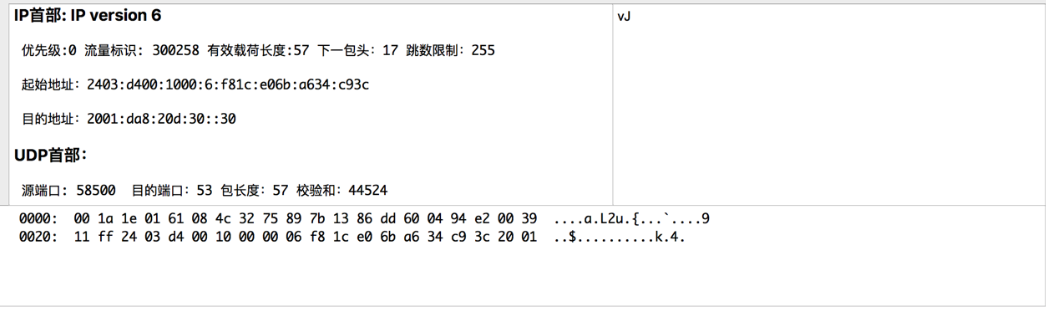 IP首部: IP version 6
vJ
优先级:0 流量标识: 300258 有效载荷长度:57 下一包头: 17 跳数限制: 255
起始地址: 2403:d400:1000:6:f81c:e06b:a634:c93c
目的地址: 2001:da8:20d:30::30
UDP首部:
源端口: 58500 目的端口: 53 包长度: 57 校验和: 44524
0000: 00 1a 1e 01 61 08 4c 32 75 89 7b 13 86 dd 60 04 94 e2 00 39 ....a.L2u.{...`....9
0020: 11 ff 24 03 d4 00 10 00 00 06 f8 1c e0 6b a6 34 c9 3c 20 01 ..$..........k.4.